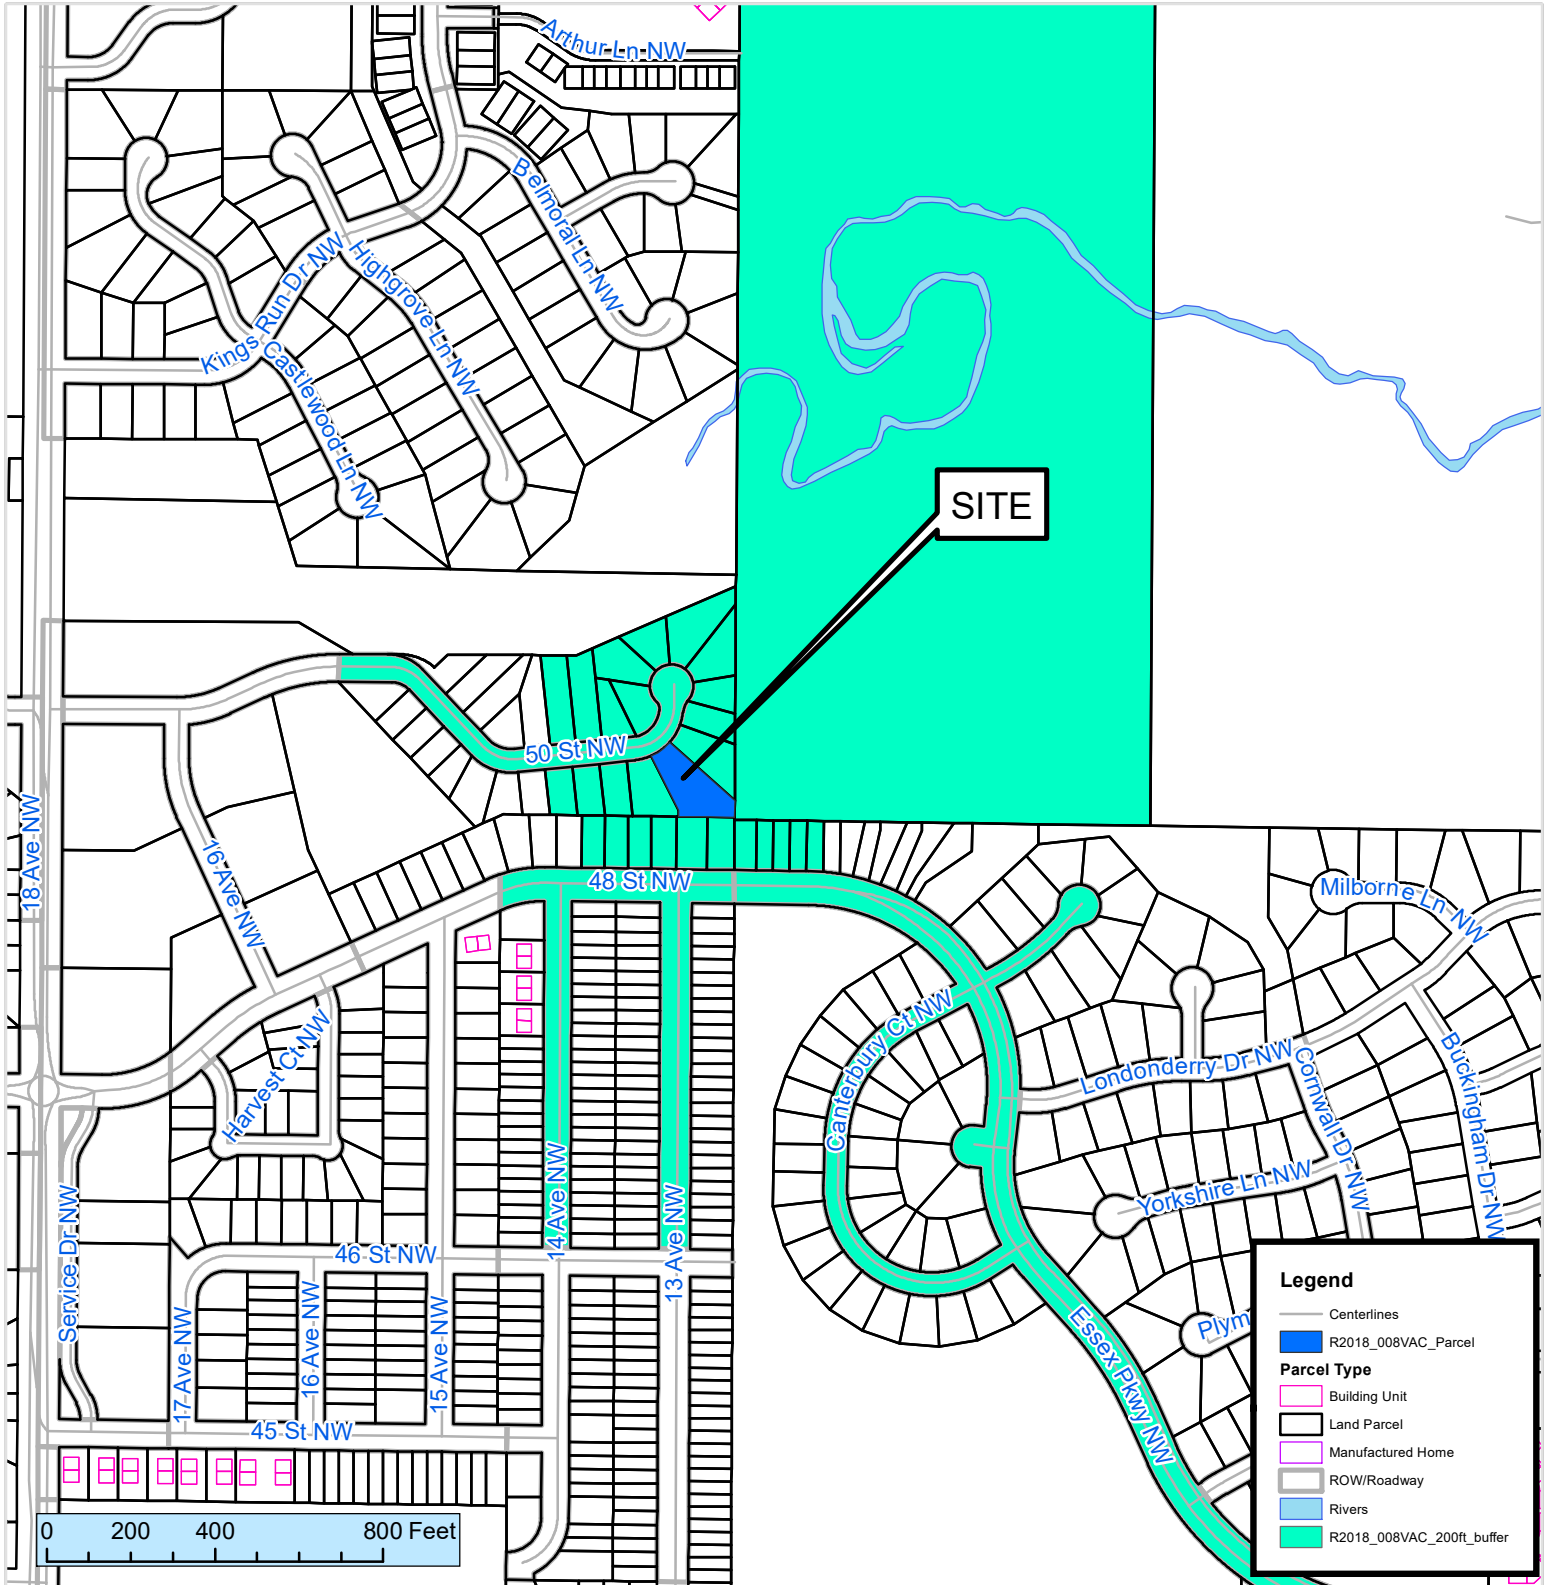 Arthur Ln NW
Belmoral Ln NW
Kings Run Dr NW
Highgrove Ln NW
Castlewood Ln NW
SITE
50 St NW
18 Ave NW
16 Ave NW
48 St NW
Milborne Ln NW
Canterbury Ct NW
Harvest Ct NW
Londonderry Dr NW
Cornwall Dr NW
Buckingham Dr NW
Yorkshire Ln NW
14 Ave NW
13 Ave NW
Service Dr NW
46 St NW
17 Ave NW
16 Ave NW
15 Ave NW
45 St NW
Essex Pkwy NW
Plym
Legend
Centerlines
R2018_008VAC_Parcel
Parcel Type
Building Unit
Land Parcel
Manufactured Home
ROW/Roadway
Rivers
R2018_008VAC_200ft_buffer
0 200 400 800 Feet